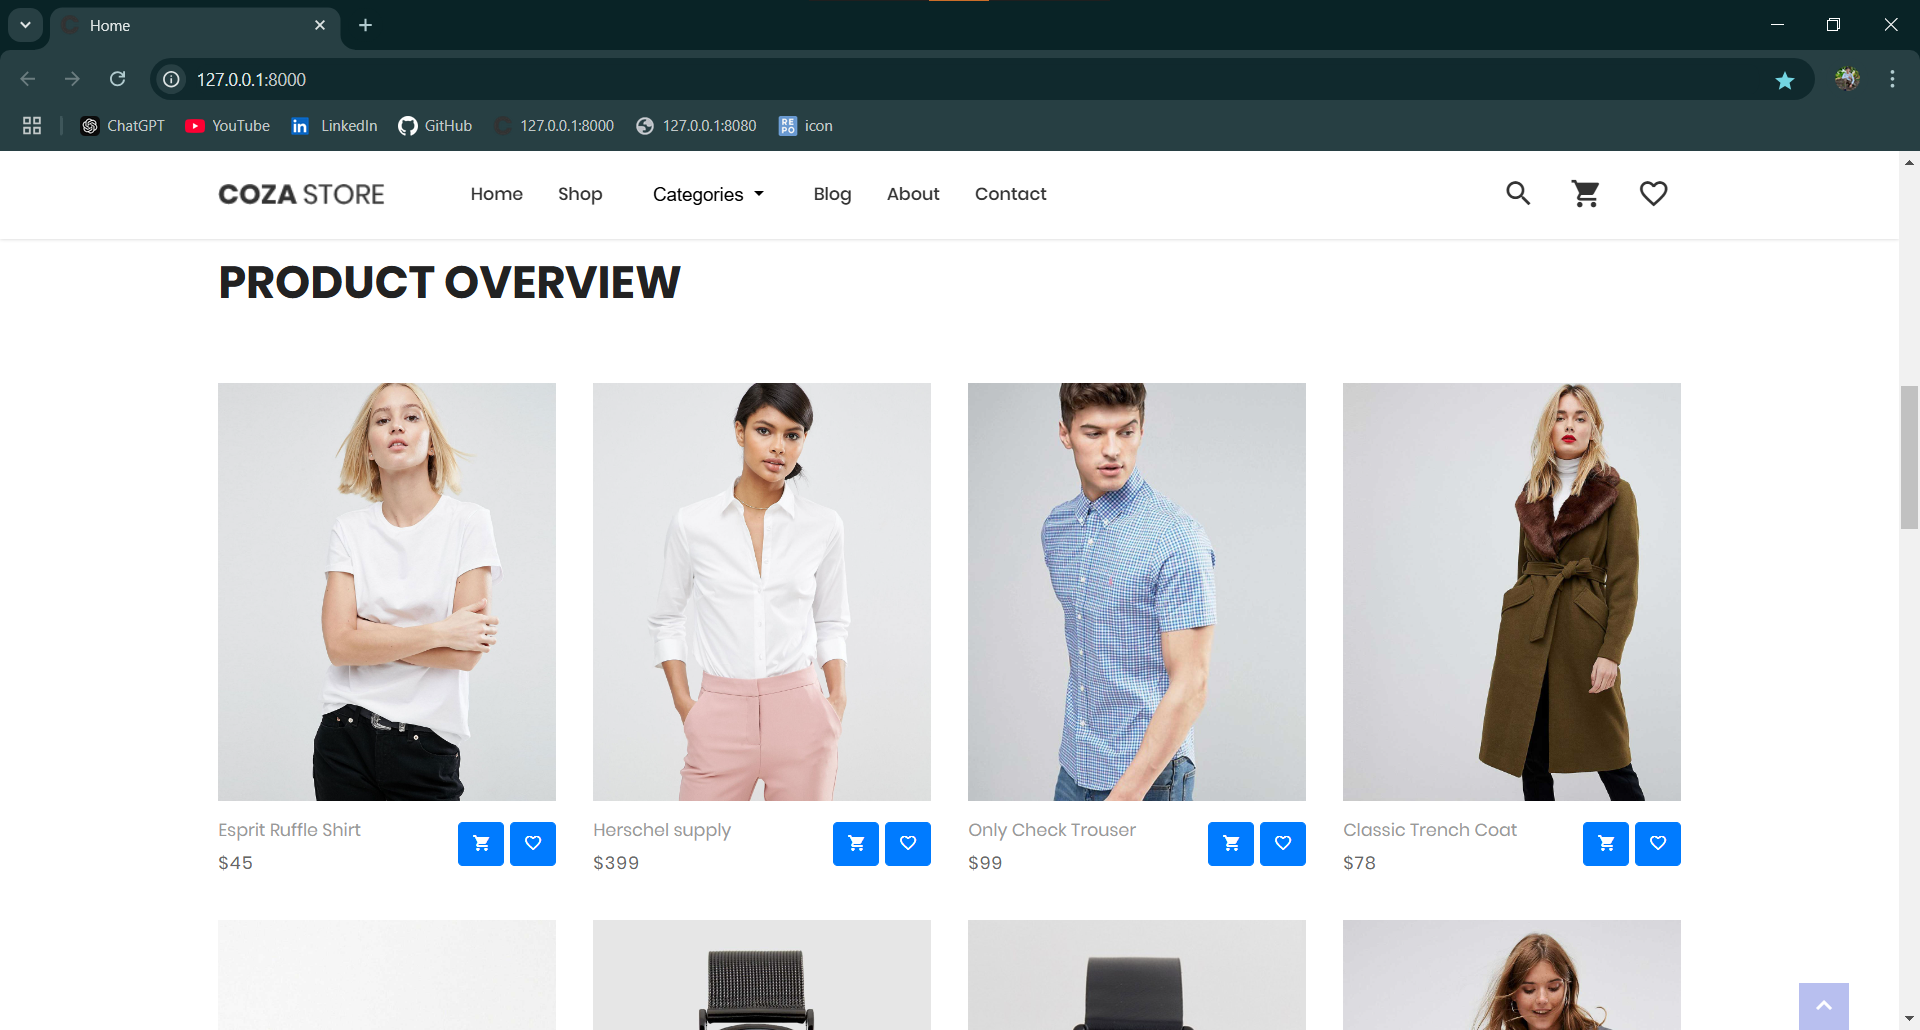 Home
127.0.0.1:8000
ChatGPT YouTube LinkedIn GitHub 127.0.0.1:8000 127.0.0.1:8080 REPO icon
COZA STORE Home Shop Categories Blog About Contact
PRODUCT OVERVIEW
Esprit Ruffle Shirt
$45
Herschel supply
$399
Only Check Trouser
$99
Classic Trench Coat
$78